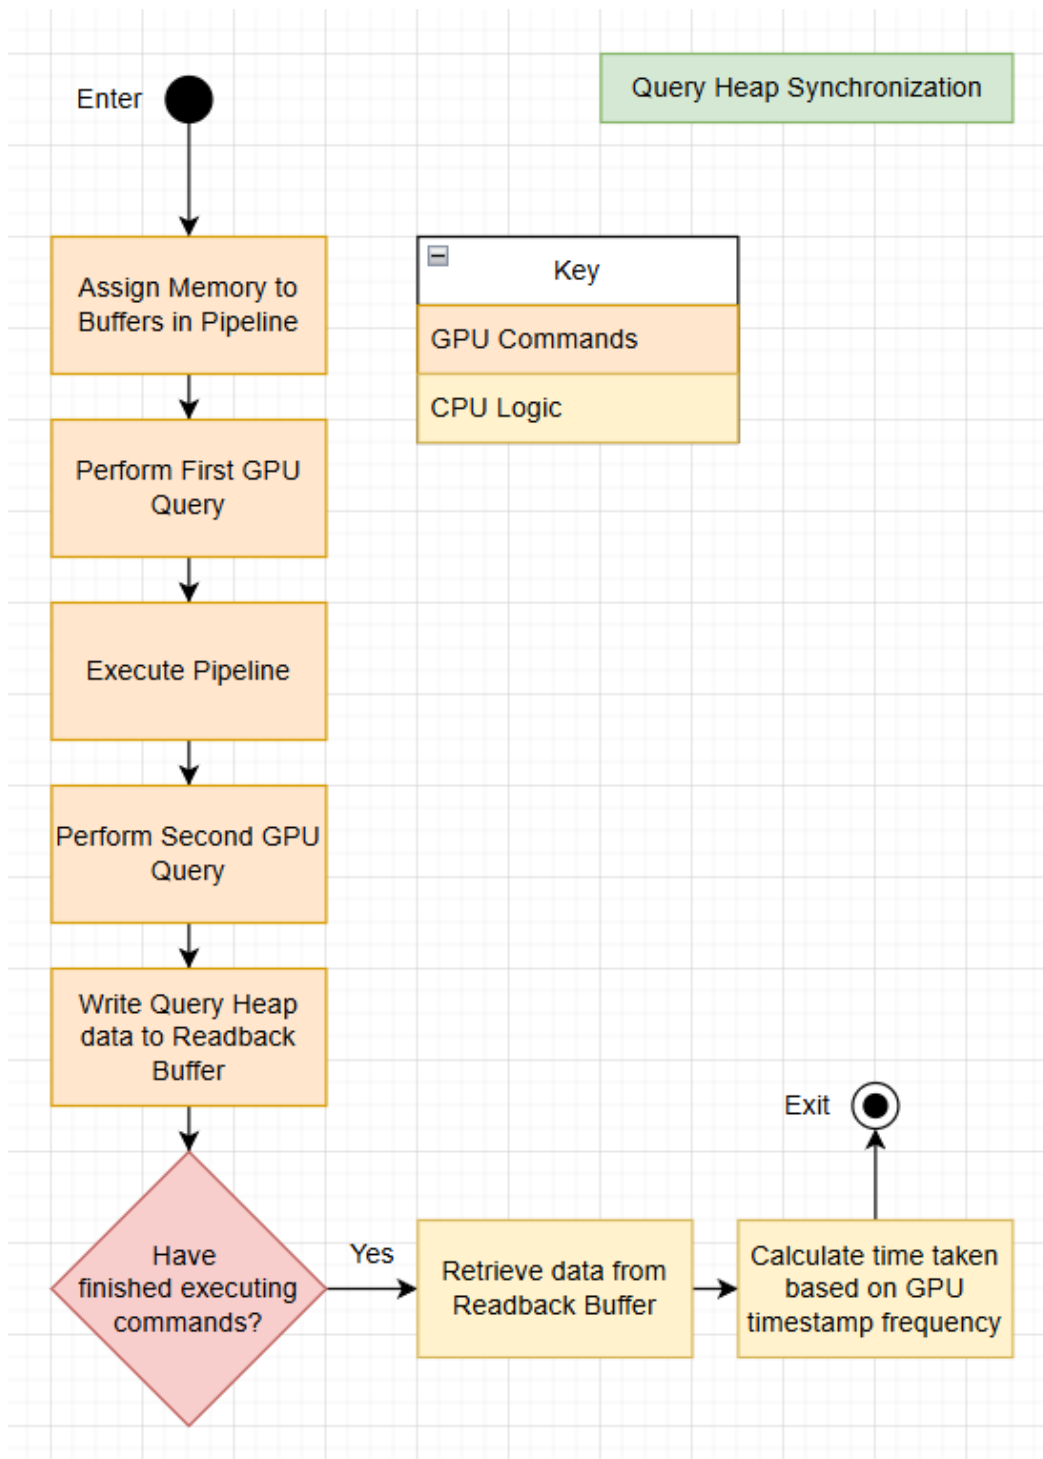 Enter
Query Heap Synchronization
Assign Memory to
Buffers in Pipeline
Key
GPU Commands
CPU Logic
Perform First GPU
Query
Execute Pipeline
Perform Second GPU
Query
Write Query Heap
data to Readback
Buffer
Have
finished executing
commands?
Yes
Retrieve data from
Readback Buffer
Calculate time taken
based on GPU
timestamp frequency
Exit